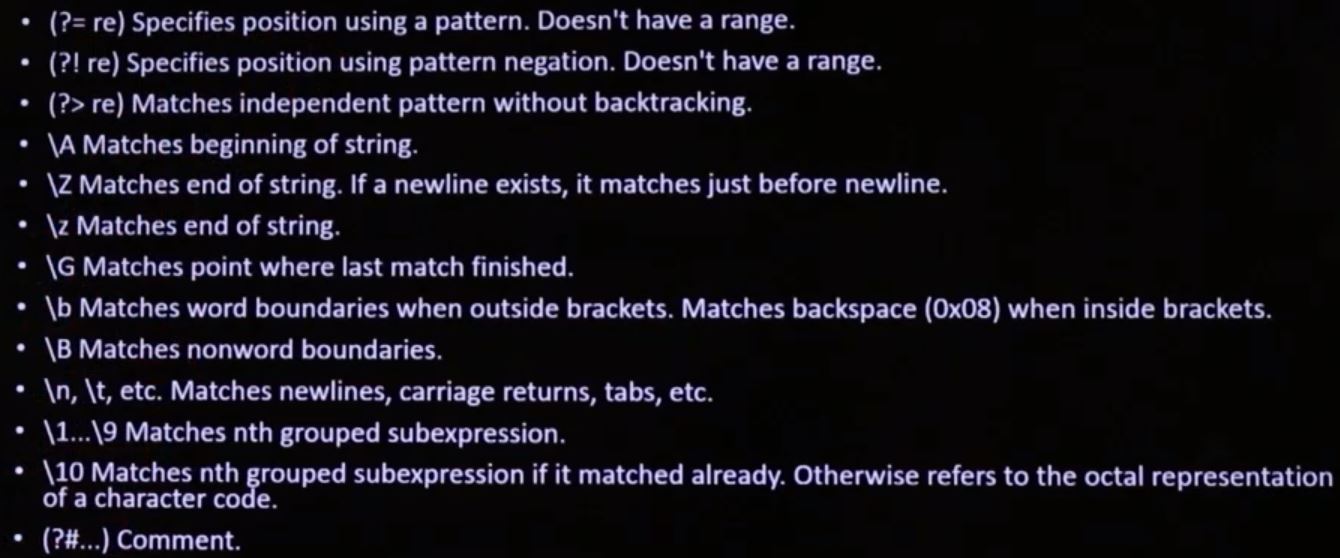 • (?= re) Specifies position using a pattern. Doesn't have a range.
• (?! re) Specifies position using pattern negation. Doesn't have a range.
• (?> re) Matches independent pattern without backtracking.
• \A Matches beginning of string.
• \Z Matches end of string. If a newline exists, it matches just before newline.
• \z Matches end of string.
• \G Matches point where last match finished.
• \b Matches word boundaries when outside brackets. Matches backspace (0x08) when inside brackets.
• \B Matches nonword boundaries.
• \n, \t, etc. Matches newlines, carriage returns, tabs, etc.
• \1...\9 Matches nth grouped subexpression.
• \10 Matches nth grouped subexpression if it matched already. Otherwise refers to the octal representation
of a character code.
• (?#...) Comment.